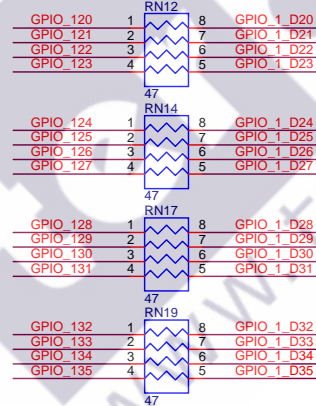 RN12
GPIO_120 1 8 GPIO_1_D20
GPIO_121 2 7 GPIO_1_D21
GPIO_122 3 6 GPIO_1_D22
GPIO_123 4 5 GPIO_1_D23
47
RN14
GPIO_124 1 8 GPIO_1_D24
GPIO_125 2 7 GPIO_1_D25
GPIO_126 3 6 GPIO_1_D26
GPIO_127 4 5 GPIO_1_D27
47
RN17
GPIO_128 1 8 GPIO_1_D28
GPIO_129 2 7 GPIO_1_D29
GPIO_130 3 6 GPIO_1_D30
GPIO_131 4 5 GPIO_1_D31
47
RN19
GPIO_132 1 8 GPIO_1_D32
GPIO_133 2 7 GPIO_1_D33
GPIO_134 3 6 GPIO_1_D34
GPIO_135 4 5 GPIO_1_D35
47